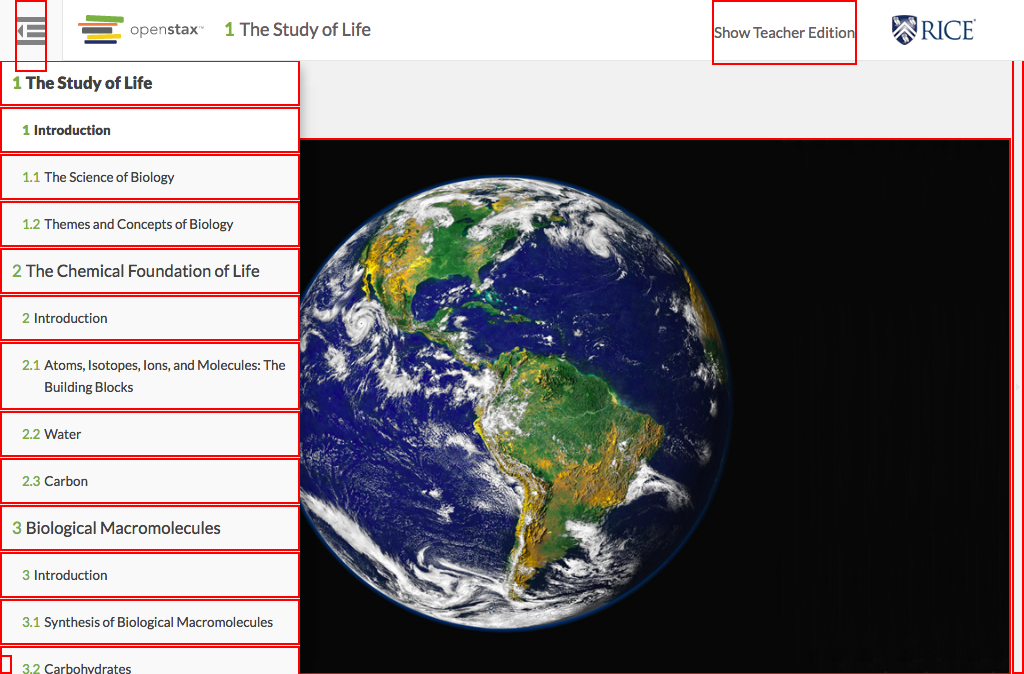 openstax™
1 The Study of Life
Show Teacher Edition
RICE
1 The Study of Life
1 Introduction
1.1 The Science of Biology
1.2 Themes and Concepts of Biology
2 The Chemical Foundation of Life
2 Introduction
2.1 Atoms, Isotopes, Ions, and Molecules: The
Building Blocks
2.2 Water
2.3 Carbon
3 Biological Macromolecules
3 Introduction
3.1 Synthesis of Biological Macromolecules
3.2 Carbohydrates